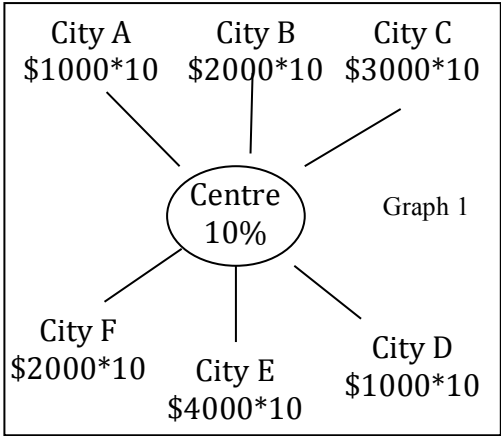 City A
$1000*10
City B
$2000*10
City C
$3000*10
Centre
10%
Graph 1
City F
$2000*10
City E
$4000*10
City D
$1000*10